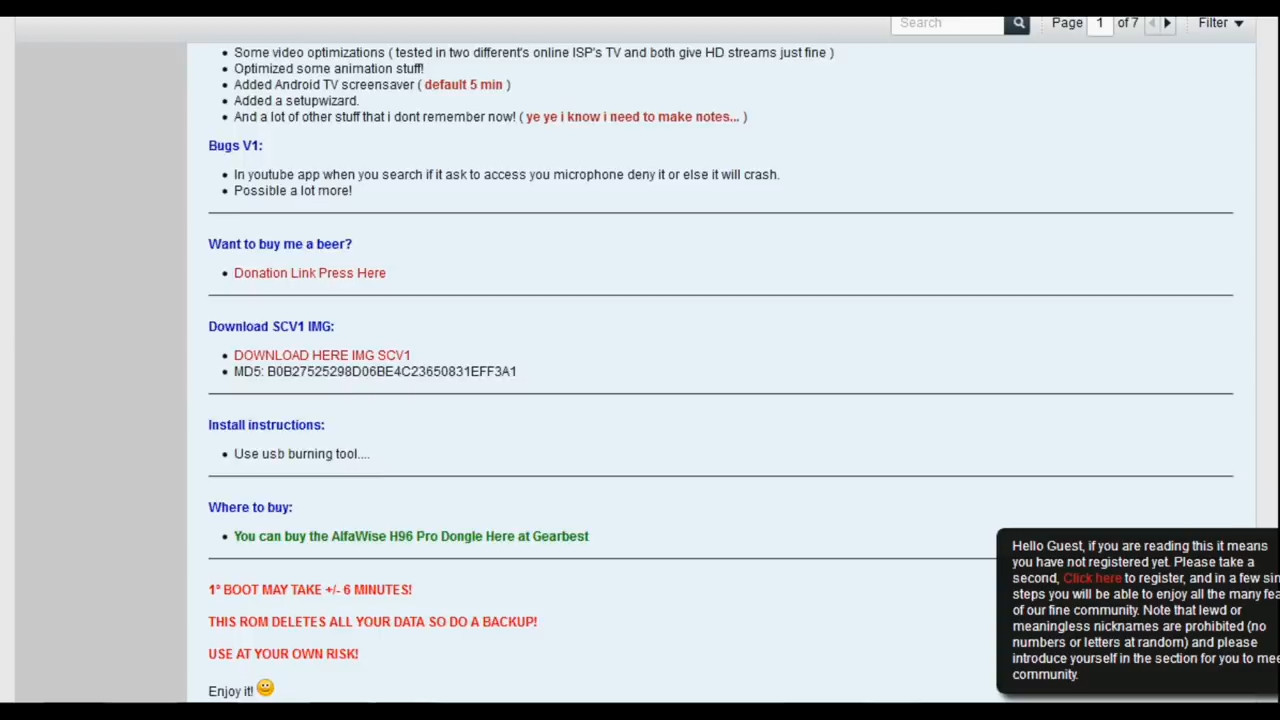 Search
Page 1 of 7
Filter
Some video optimizations ( tested in two different's online ISP's TV and both give HD streams just fine )
Optimized some animation stuff!
Added Android TV screensaver ( default 5 min )
Added a setupwizard.
And a lot of other stuff that i dont remember now! ( ye ye i know i need to make notes... )
Bugs V1:
In youtube app when you search if it ask to access you microphone deny it or else it will crash.
Possible a lot more!
Want to buy me a beer?
Donation Link Press Here
Download SCV1 IMG:
DOWNLOAD HERE IMG SCV1
MD5: B0B27525298D06BE4C23650831EFF3A1
Install instructions:
Use usb burning tool....
Where to buy:
You can buy the AlfaWise H96 Pro Dongle Here at Gearbest
1º BOOT MAY TAKE +/- 6 MINUTES!
THIS ROM DELETES ALL YOUR DATA SO DO A BACKUP!
USE AT YOUR OWN RISK!
Enjoy it!
Hello Guest, if you are reading this it means
you have not registered yet. Please take a
second, Click here to register, and in a few sin
steps you will be able to enjoy all the many fea
of our fine community. Note that lewd or
meaningless nicknames are prohibited (no
numbers or letters at random) and please
introduce yourself in the section for you to mee
community.